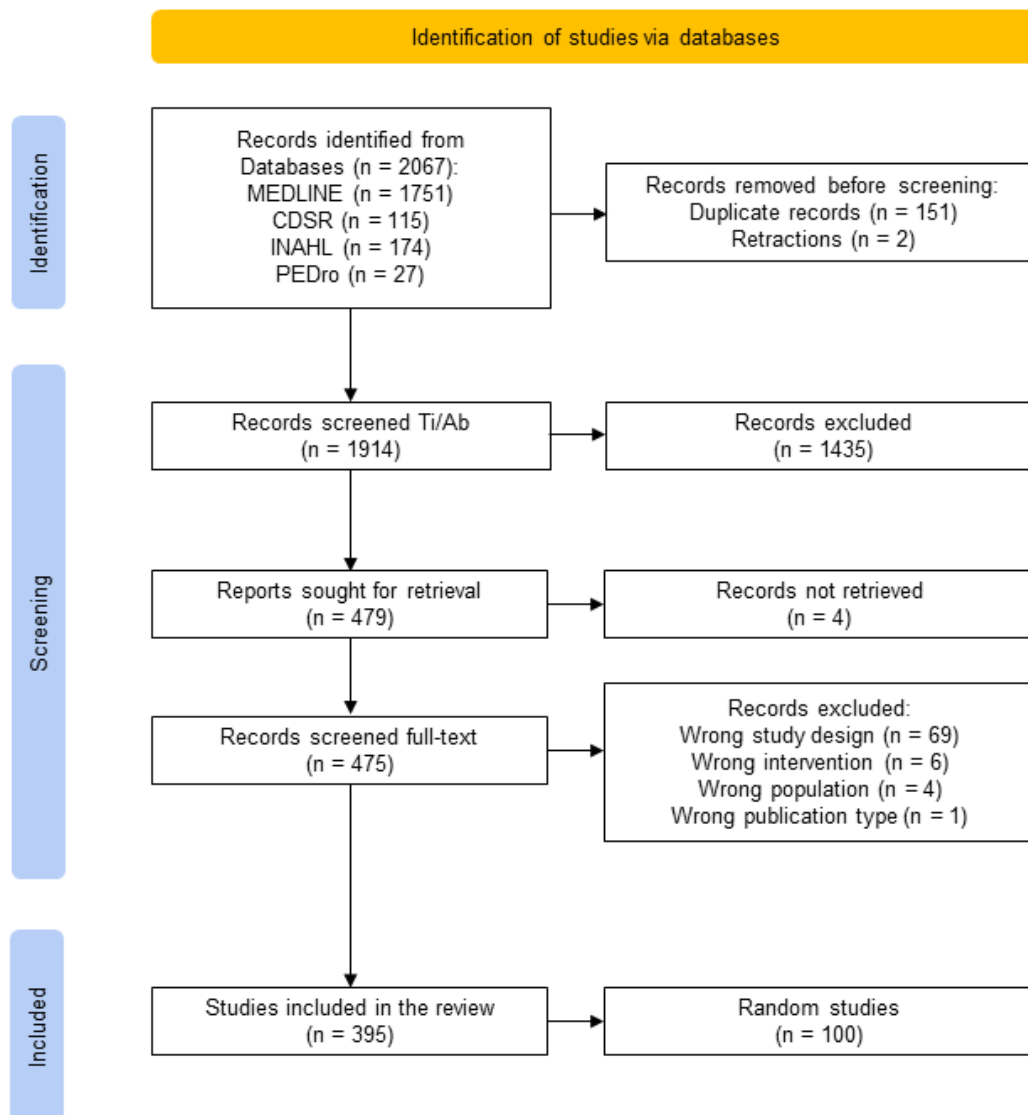 Identification of studies via databases
Identification
Records identified from
Databases (n = 2067):
MEDLINE (n = 1751)
CDSR (n = 115)
INAHL (n = 174)
PEDro (n = 27)
Records removed before screening:
Duplicate records (n = 151)
Retractions (n = 2)
Screening
Records screened Ti/Ab
(n = 1914)
Records excluded
(n = 1435)
Reports sought for retrieval
(n = 479)
Records not retrieved
(n = 4)
Records screened full-text
(n = 475)
Records excluded:
Wrong study design (n = 69)
Wrong intervention (n = 6)
Wrong population (n = 4)
Wrong publication type (n = 1)
Included
Studies included in the review
(n = 395)
Random studies
(n = 100)